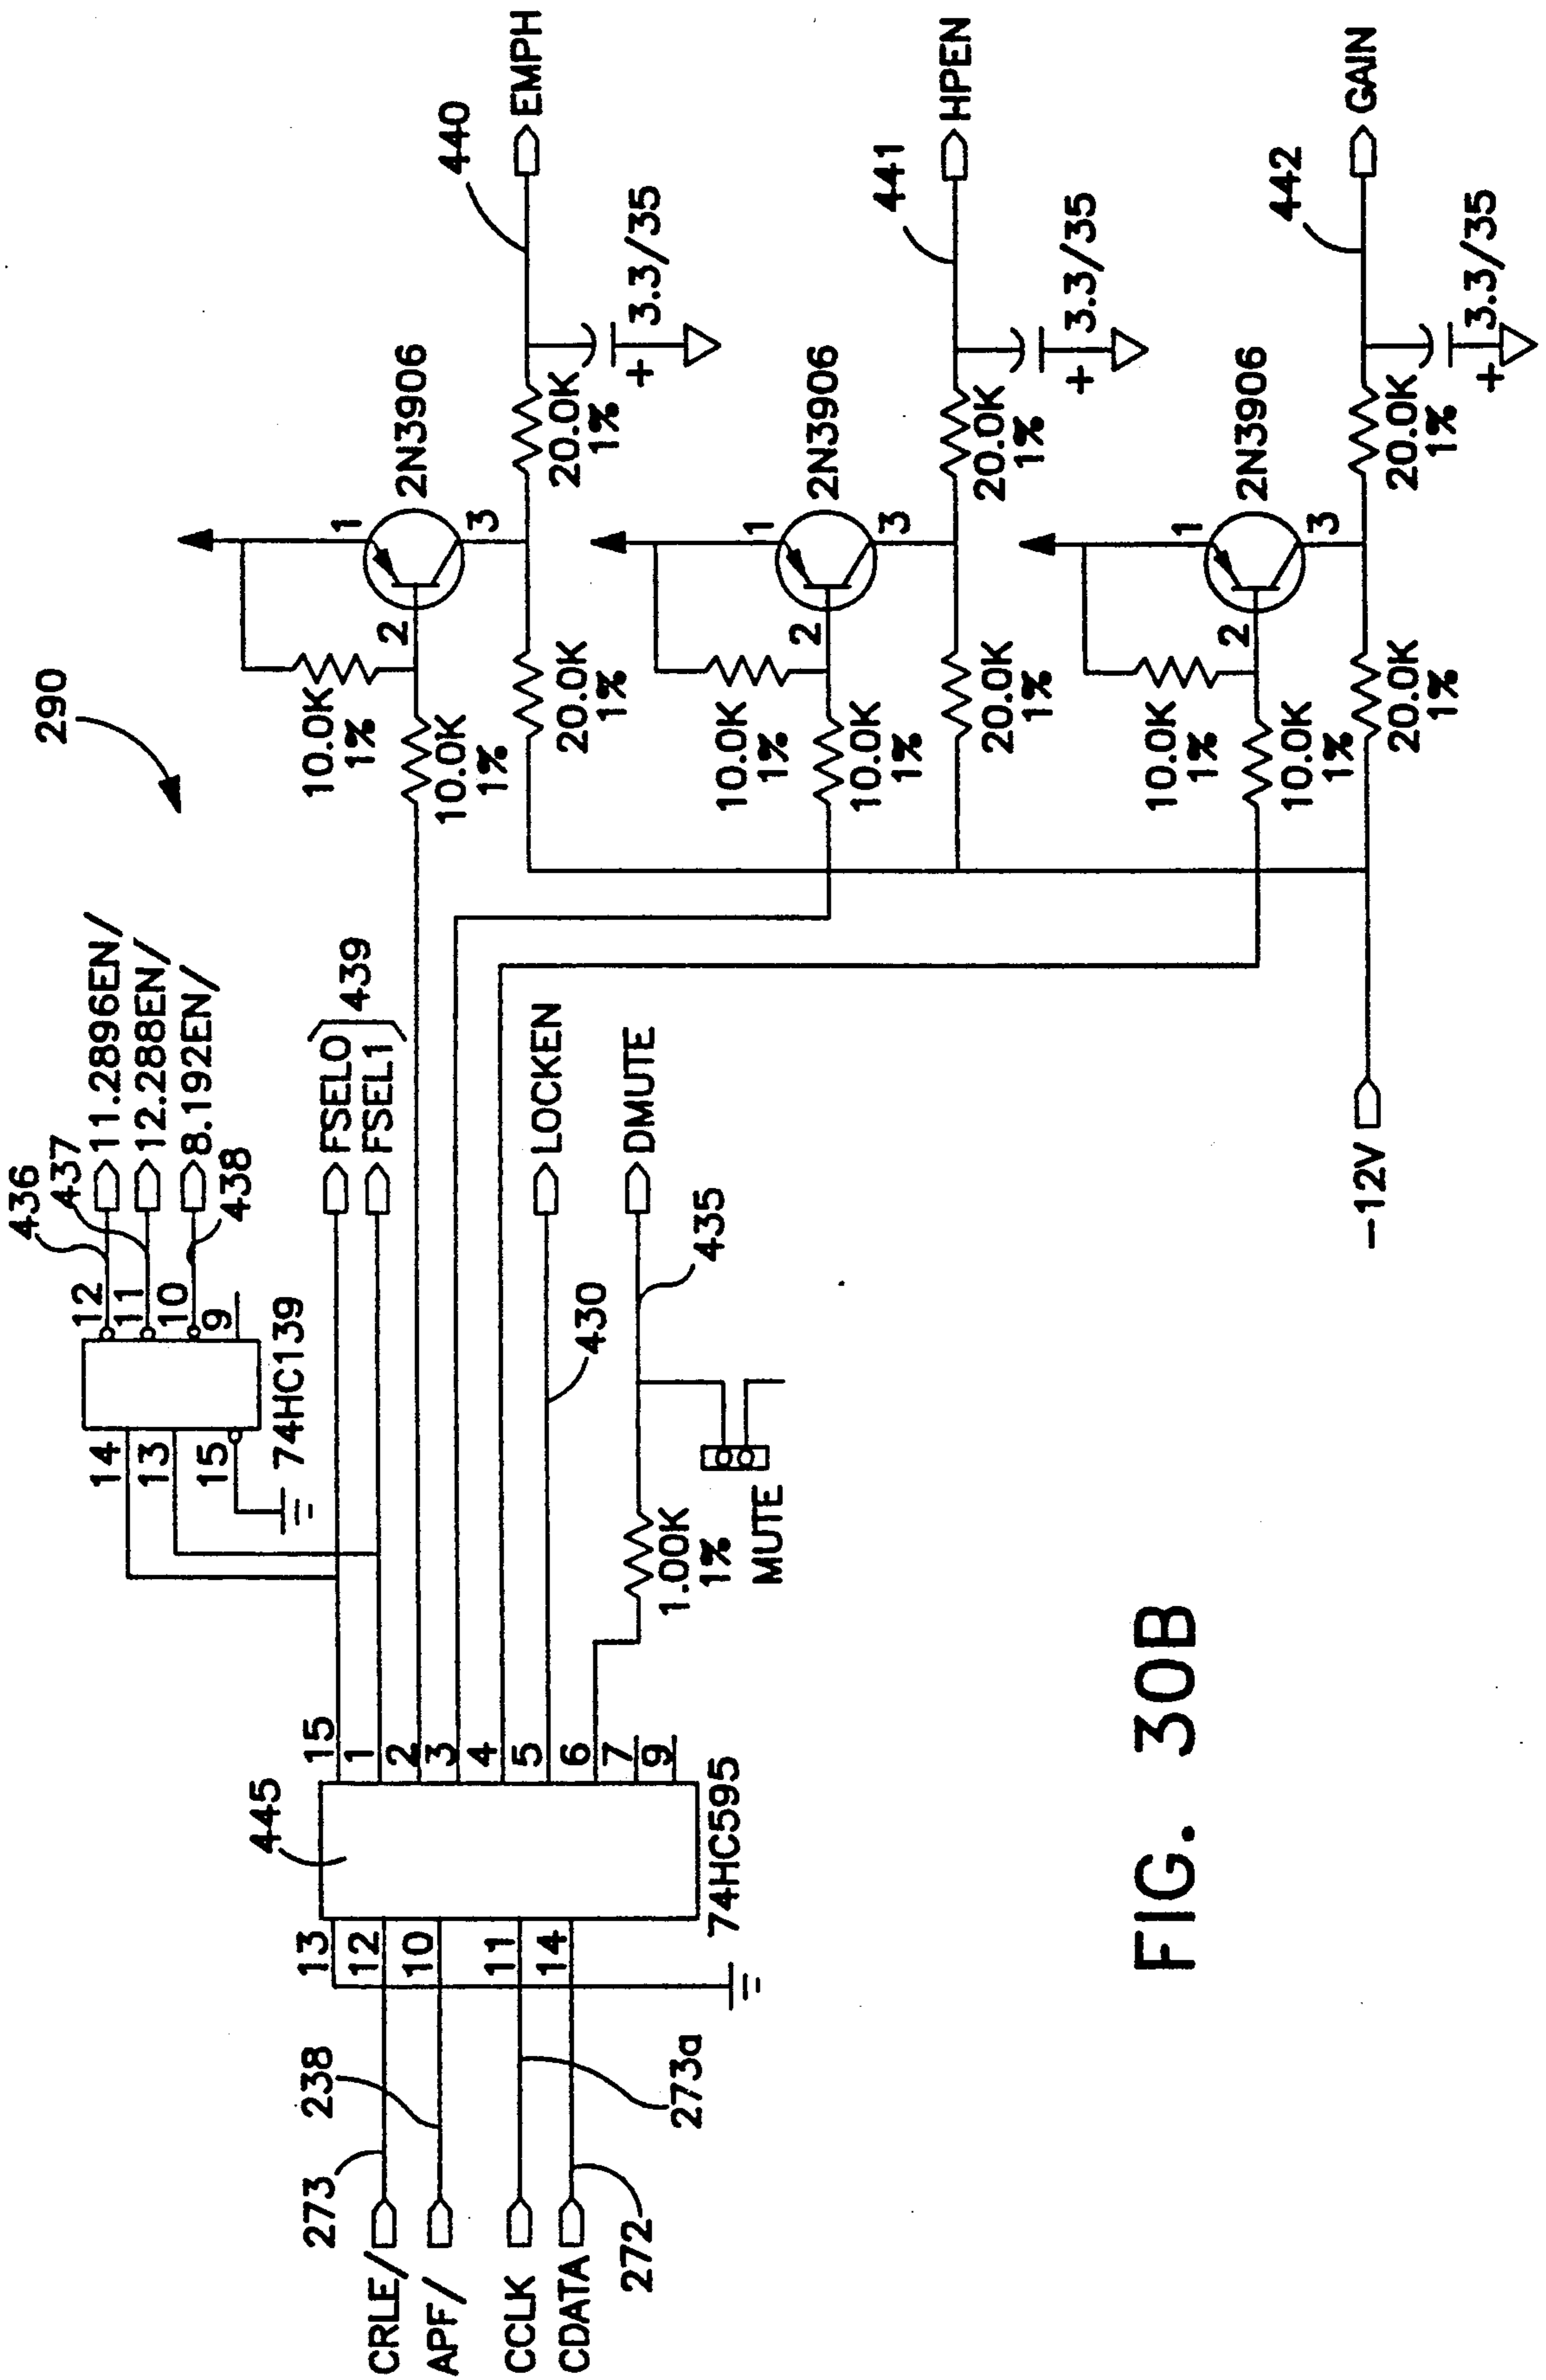 290
436
437
12
11
10
9
11.2896EN/
12.288EN/
8.192EN/
438
14
13
15
74HC139
FSEL0
FSEL1
439
LOCKEN
430
DMUTE
435
1.00K
1%
MUTE
445
13
12
10
11
14
15
1
2
3
4
5
6
7
9
74HC595
273
238
273a
272
CRLE/
APF/
CCLK
CDATA
10.0K
1%
10.0K
1%
2
1
3
2N3906
20.0K
1%
20.0K
1%
440
EMPH
+
3.3/35
10.0K
1%
10.0K
1%
2
1
3
2N3906
20.0K
1%
20.0K
1%
441
HPEN
+
3.3/35
10.0K
1%
10.0K
1%
2
1
3
2N3906
20.0K
1%
20.0K
1%
442
GAIN
+
3.3/35
-12V
FIG. 30B